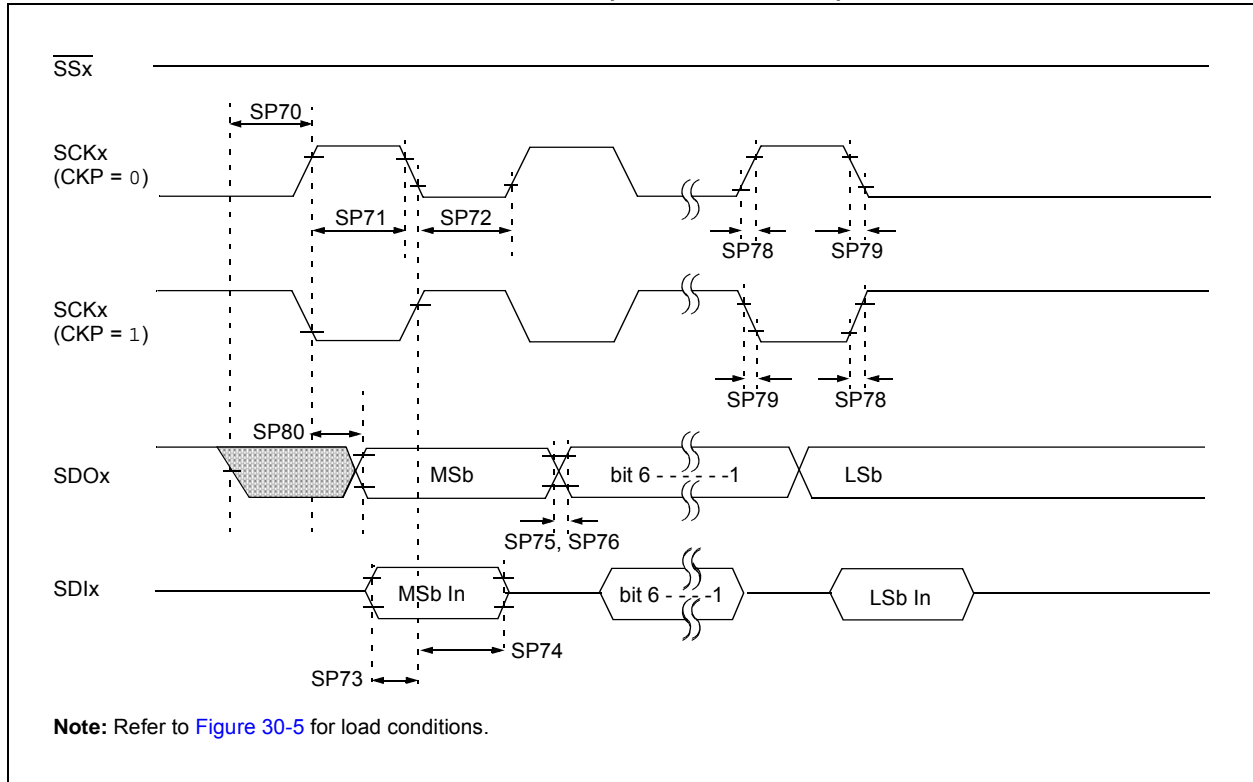 SSx
SP70
SCKx
(CKP = 0)
SP71
SP72
SP78
SP79
SCKx
(CKP = 1)
SP79
SP78
SP80
SDOx
MSb
bit 6 - - - - - -1
LSb
SP75, SP76
SDIx
MSb In
bit 6 - - - -1
LSb In
SP74
SP73
Note: Refer to Figure 30-5 for load conditions.